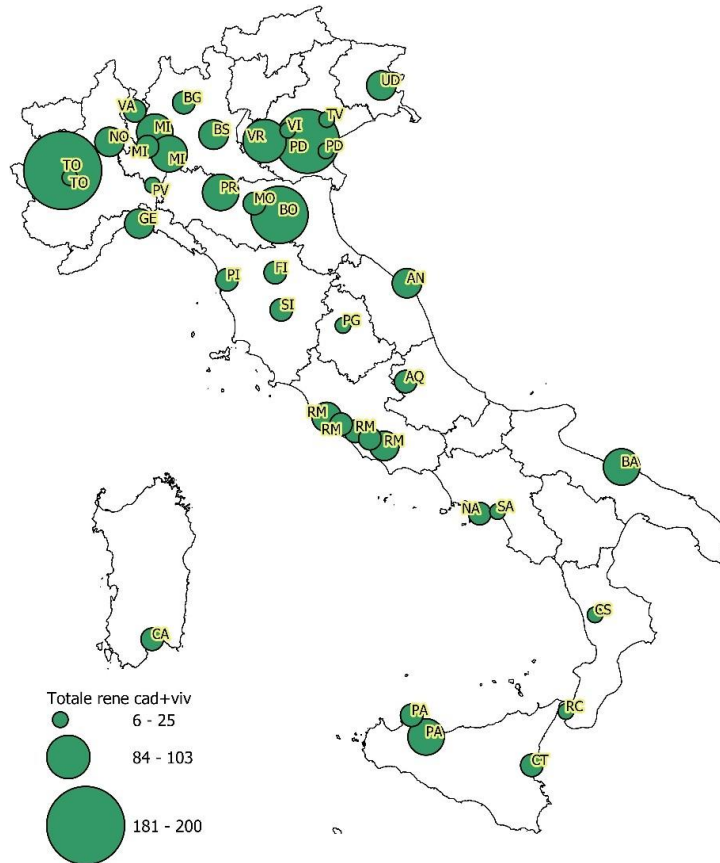 UD
BG
VA
TV
MI
VI
NO
BS
VR
MI
PD
PD
MI
TO
TO
PV
PR
MO
BO
GE
FI
PI
AN
SI
PG
AQ
RM
RM
RM
RM
BA
NA
SA
CS
CA
PA
RC
PA
CT
Totale rene cad+viv
6 - 25
84 - 103
181 - 200